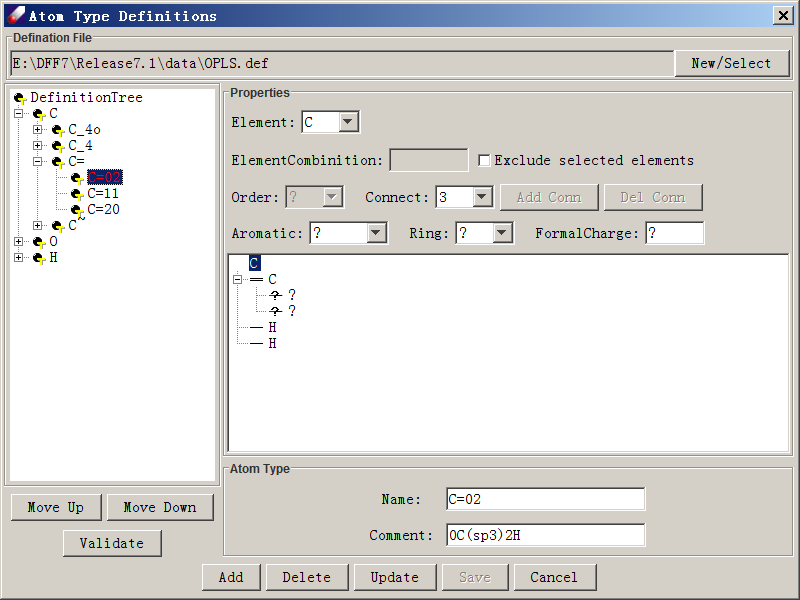 Atom Type Definitions
Defination File
E:\DFF7\Release7.1\data\OPLS.def
New/Select
DefinitionTree
C
C_4o
C_4
C=
C=02
C=11
C=20
C~
O
H
Move Up
Move Down
Validate
Properties
Element: C
ElementCombinition:
Exclude selected elements
Order: ?
Connect: 3
Add Conn
Del Conn
Aromatic: ?
Ring: ?
FormalCharge: ?
C
C
? ?
? ?
H
H
Atom Type
Name: C=02
Comment: 0C(sp3)2H
Add
Delete
Update
Save
Cancel